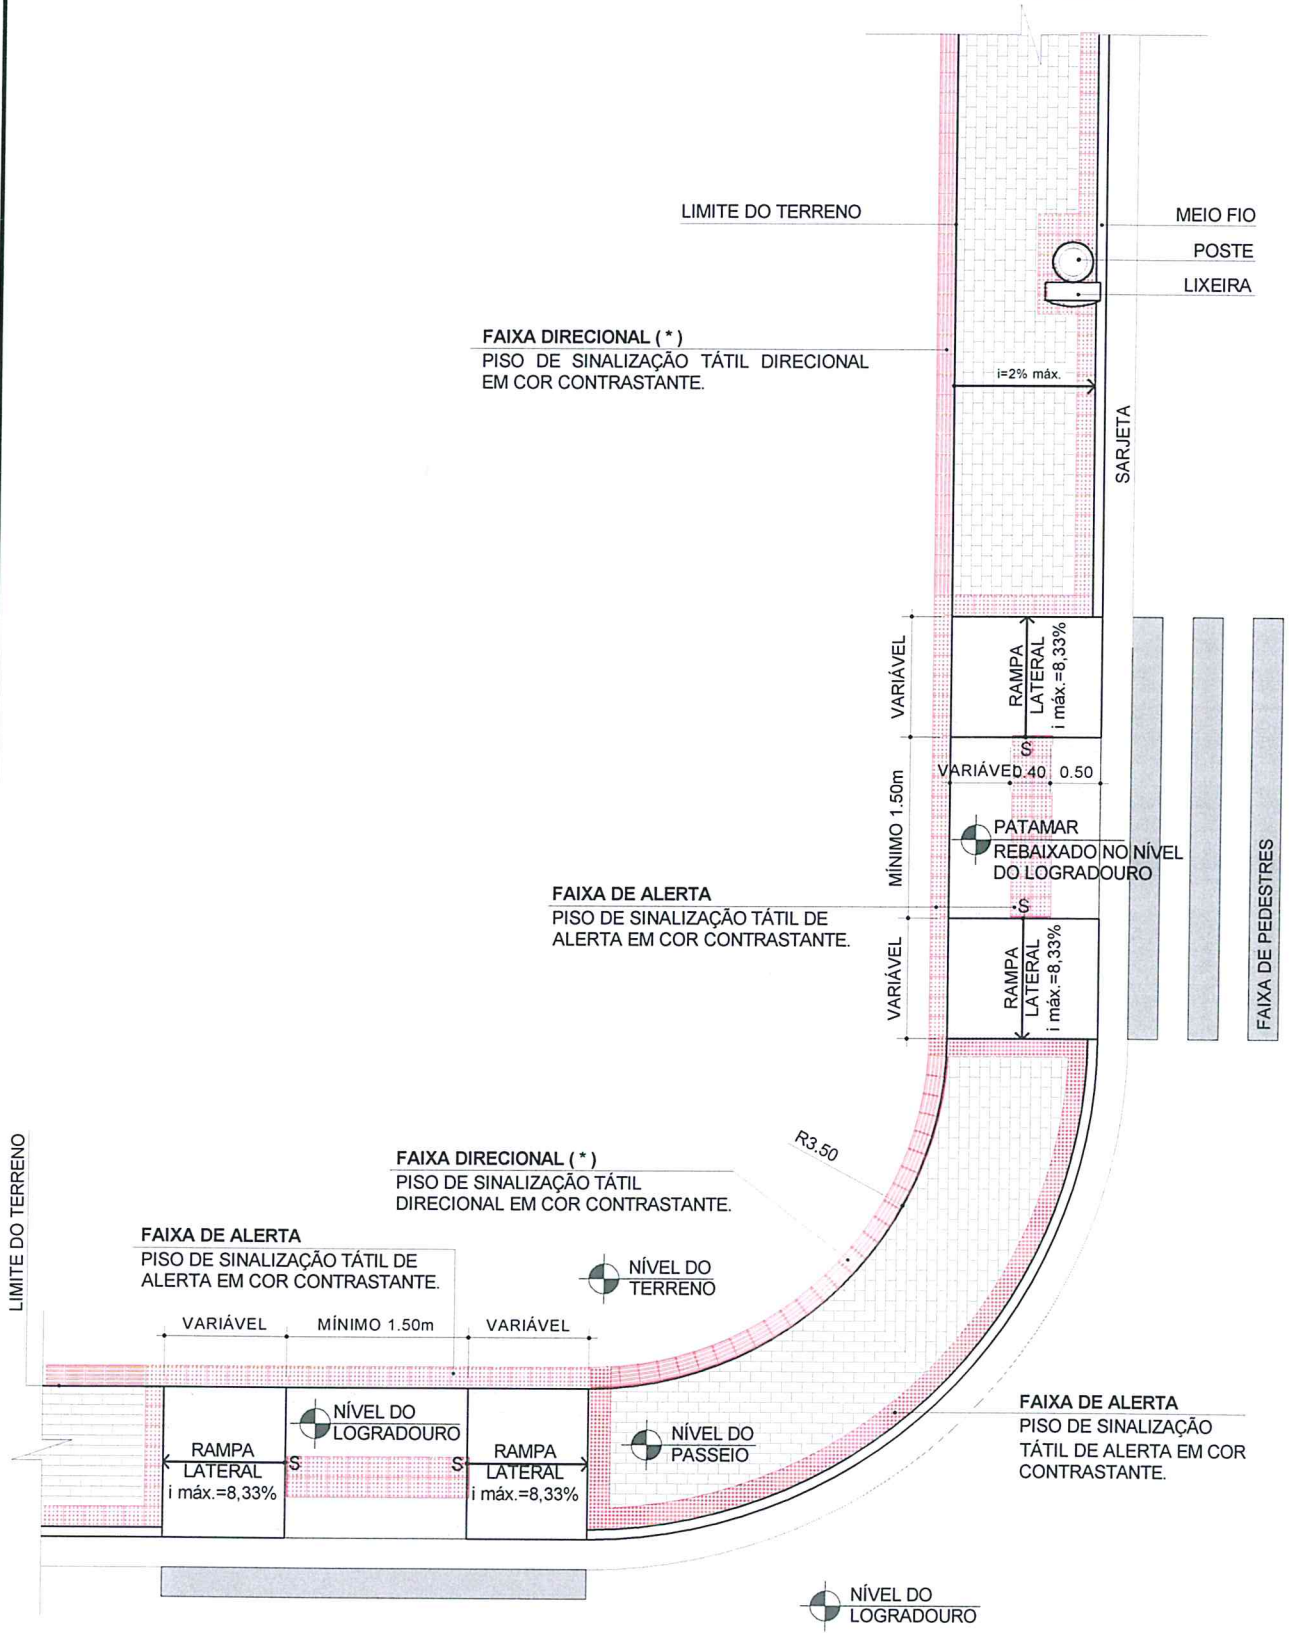 LIMITE DO TERRENO
MEIO FIO
POSTE
LIXEIRA
FAIXA DIRECIONAL (*)
PISO DE SINALIZAÇÃO TÁTIL DIRECIONAL
EM COR CONTRASTANTE.
i=2% máx.
SARJETA
VARIÁVEL
RAMPA
LATERAL
i máx.=8,33%
S
VARIÁVEL
0.40
0.50
MÍNIMO 1.50m
PATAMAR
REBAIXADO NO NÍVEL
DO LOGRADOURO
FAIXA DE PEDESTRES
FAIXA DE ALERTA
PISO DE SINALIZAÇÃO TÁTIL DE
ALERTA EM COR CONTRASTANTE.
S
VARIÁVEL
RAMPA
LATERAL
i máx.=8,33%
R3.50
FAIXA DIRECIONAL (*)
PISO DE SINALIZAÇÃO TÁTIL
DIRECIONAL EM COR CONTRASTANTE.
LIMITE DO TERRENO
FAIXA DE ALERTA
PISO DE SINALIZAÇÃO TÁTIL DE
ALERTA EM COR CONTRASTANTE.
NÍVEL DO
TERRENO
VARIÁVEL
MÍNIMO 1.50m
VARIÁVEL
NÍVEL DO
LOGRADOURO
RAMPA
LATERAL
i máx.=8,33%
S
S
RAMPA
LATERAL
i máx.=8,33%
NÍVEL DO
PASSEIO
FAIXA DE ALERTA
PISO DE SINALIZAÇÃO
TÁTIL DE ALERTA EM COR
CONTRASTANTE.
NÍVEL DO
LOGRADOURO